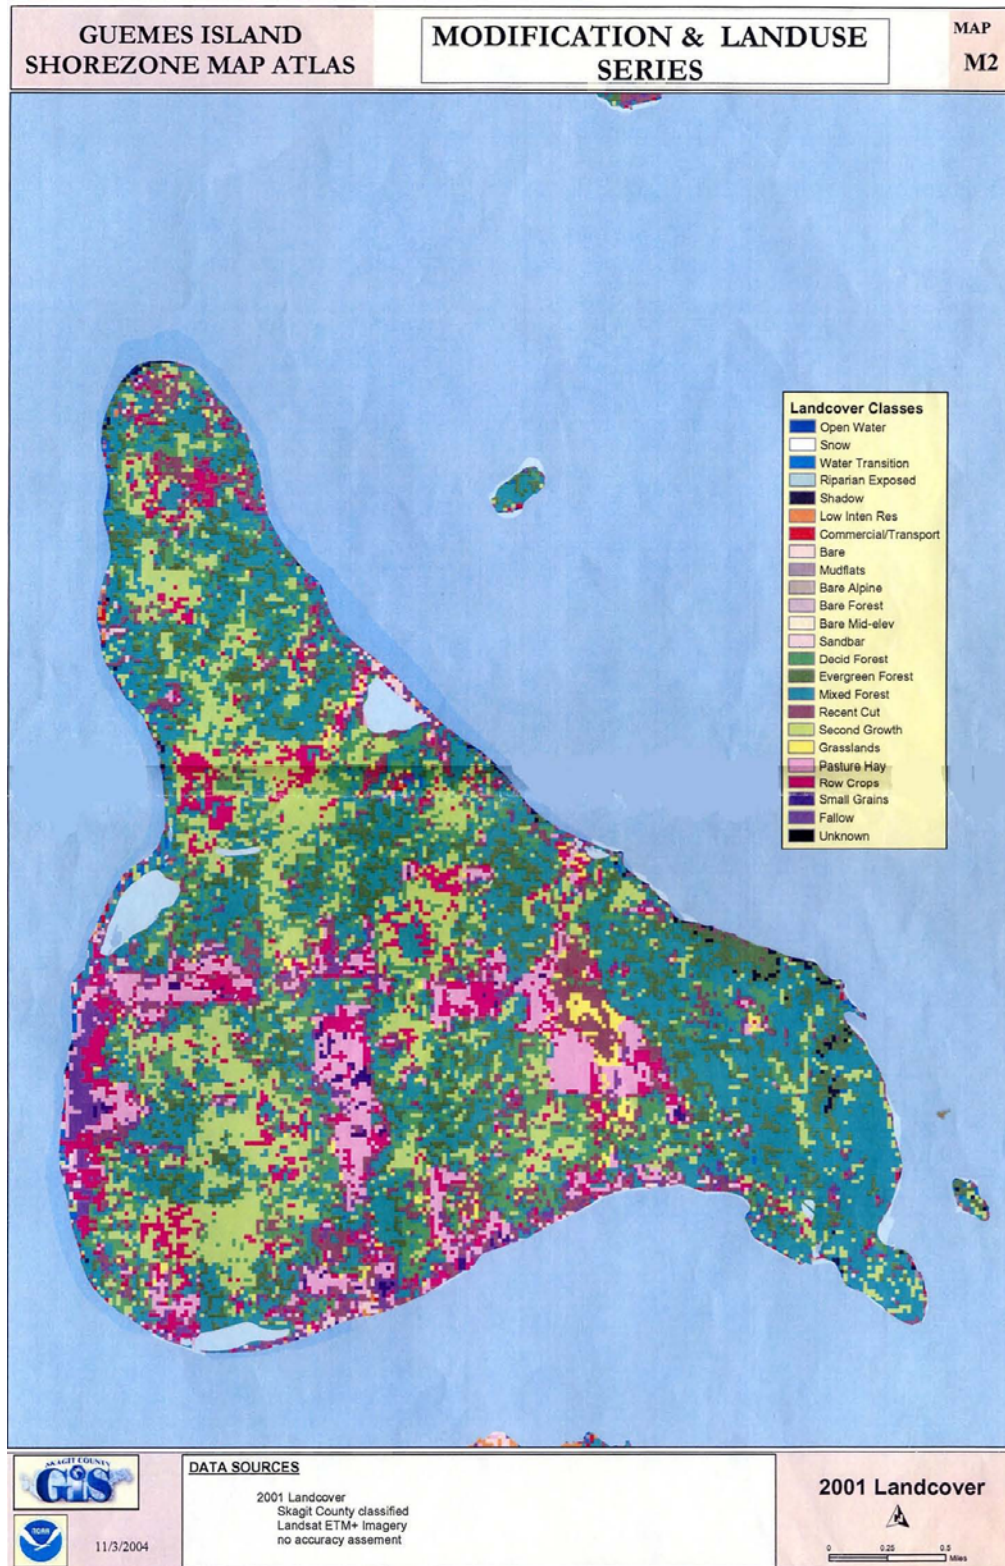 GUEMES ISLAND
SHOREZONE MAP ATLAS
MODIFICATION & LANDUSE
SERIES
MAP
M2
Landcover Classes
Open Water
Snow
Water Transition
Riparian Exposed
Shadow
Low Inten Res
Commercial/Transport
Bare
Mudflats
Bare Alpine
Bare Forest
Bare Mid-elev
Sandbar
Decid Forest
Evergreen Forest
Mixed Forest
Recent Cut
Second Growth
Grasslands
Pasture Hay
Row Crops
Small Grains
Fallow
Unknown
SKAGIT COUNTY
GIS
NOAA
11/3/2004
DATA SOURCES
2001 Landcover
Skagit County classified
Landsat ETM+ Imagery
no accuracy assement
2001 Landcover
0 0.25 0.5
Miles